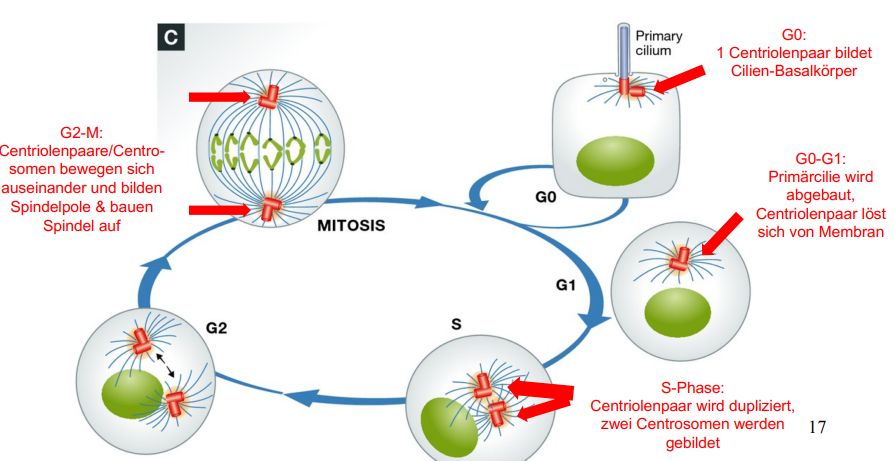 C
Primary
cilium
G0:
1 Centriolenpaar bildet
Cilien-Basalkörper
G2-M:
Centriolenpaare/Centro-
somen bewegen sich
auseinander und bilden
Spindelpole & bauen
Spindel auf
G0-G1:
Primärcilie wird
abgebaut,
Centriolenpaar löst
sich von Membran
G0
MITOSIS
G1
G2
S
S-Phase:
Centriolenpaar wird dupliziert,
zwei Centrosomen werden
gebildet
17